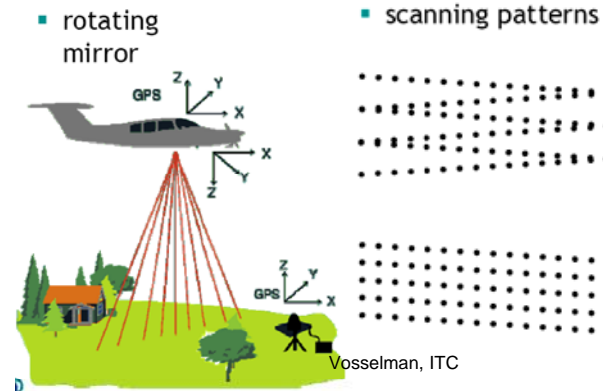 ▪ rotating
mirror
▪ scanning patterns
Z
Y
GPS
X
X
Y
Z
Z
Y
GPS
X
Vosselman, ITC